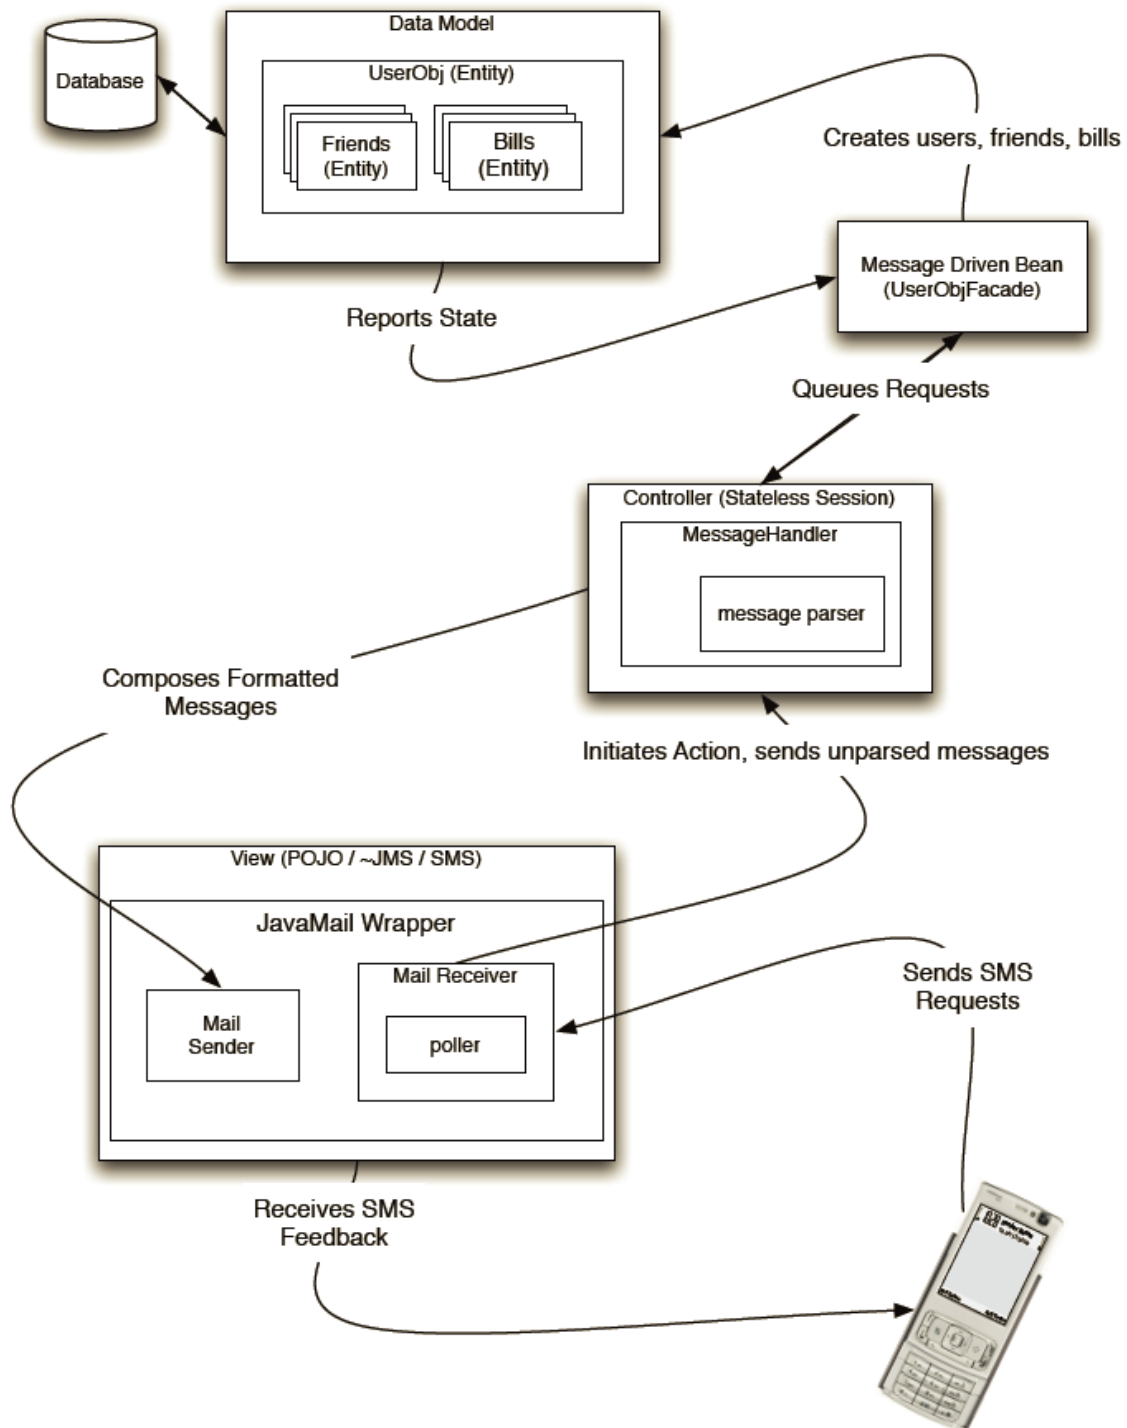 Data Model
Database
UserObj (Entity)
Friends
(Entity)
Bills
(Entity)
Creates users, friends, bills
Message Driven Bean
(UserObjFacade)
Reports State
Queues Requests
Controller (Stateless Session)
MessageHandler
message parser
Composes Formatted
Messages
Initiates Action, sends unparsed messages
View (POJO / ~JMS / SMS)
JavaMail Wrapper
Mail Receiver
Mail
Sender
poller
Sends SMS
Requests
Receives SMS
Feedback